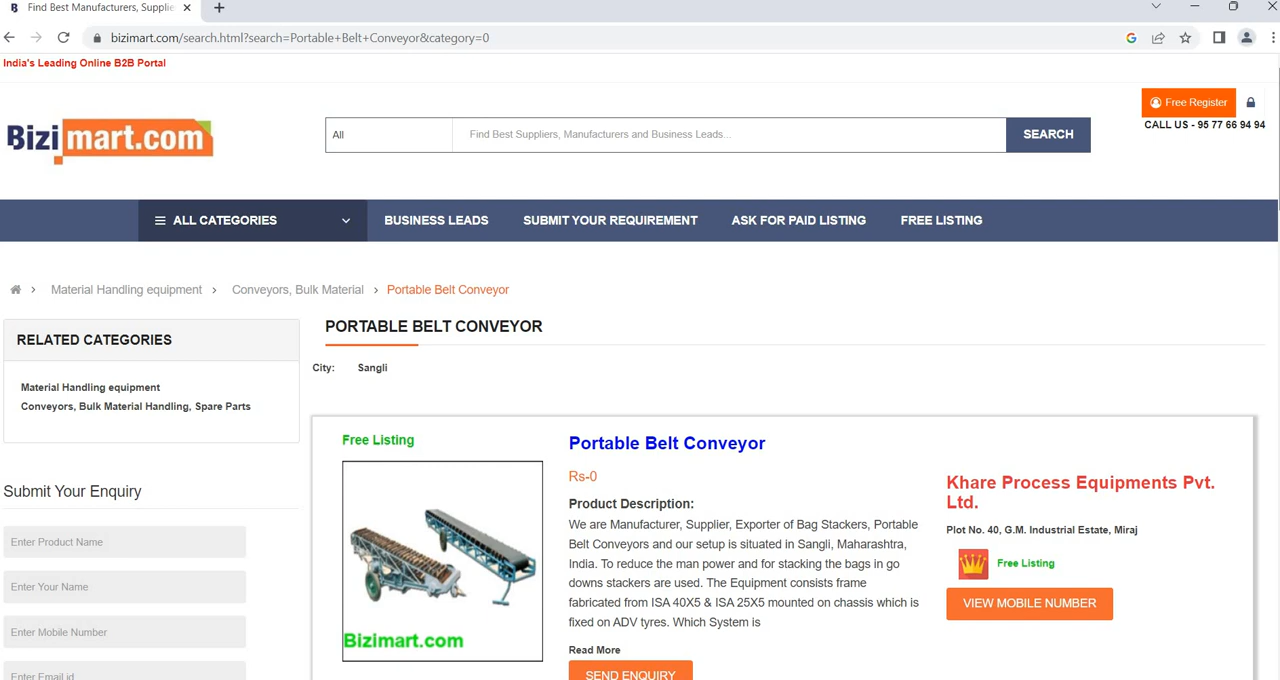 Find Best Manufacturers, Supplie
bizimart.com/search.html?search=Portable+Belt+Conveyor&category=0
India's Leading Online B2B Portal
Free Register
CALL US - 95 77 66 94 94
Bizimart.com
All
Find Best Suppliers, Manufacturers and Business Leads...
SEARCH
ALL CATEGORIES
BUSINESS LEADS
SUBMIT YOUR REQUIREMENT
ASK FOR PAID LISTING
FREE LISTING
Material Handling equipment > Conveyors, Bulk Material > Portable Belt Conveyor
RELATED CATEGORIES
Material Handling equipment
Conveyors, Bulk Material Handling, Spare Parts
Submit Your Enquiry
Enter Product Name
Enter Your Name
Enter Mobile Number
Enter Email id
PORTABLE BELT CONVEYOR
City: Sangli
Free Listing
Bizimart.com
Portable Belt Conveyor
Rs-0
Product Description:
We are Manufacturer, Supplier, Exporter of Bag Stackers, Portable
Belt Conveyors and our setup is situated in Sangli, Maharashtra,
India. To reduce the man power and for stacking the bags in go
downs stackers are used. The Equipment consists frame
fabricated from ISA 40X5 & ISA 25X5 mounted on chassis which is
fixed on ADV tyres. Which System is
Read More
SEND ENQUIRY
Khare Process Equipments Pvt.
Ltd.
Plot No. 40, G.M. Industrial Estate, Miraj
Free Listing
VIEW MOBILE NUMBER